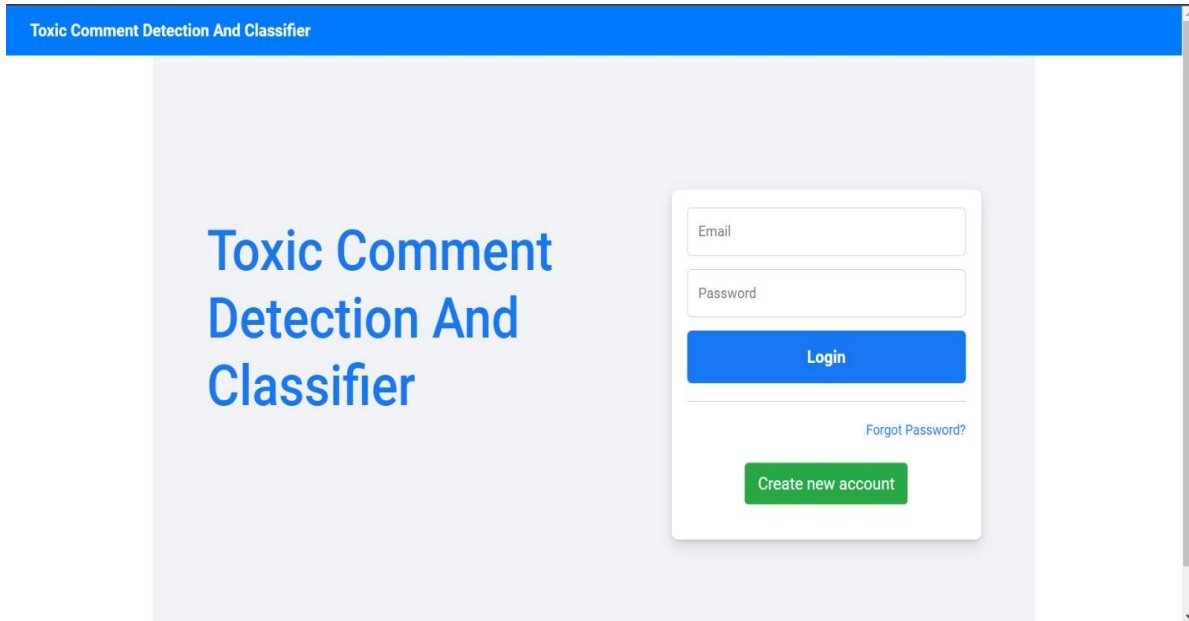 Toxic Comment Detection And Classifier
Toxic Comment
Detection And
Classifier
Email
Password
Login
Forgot Password?
Create new account